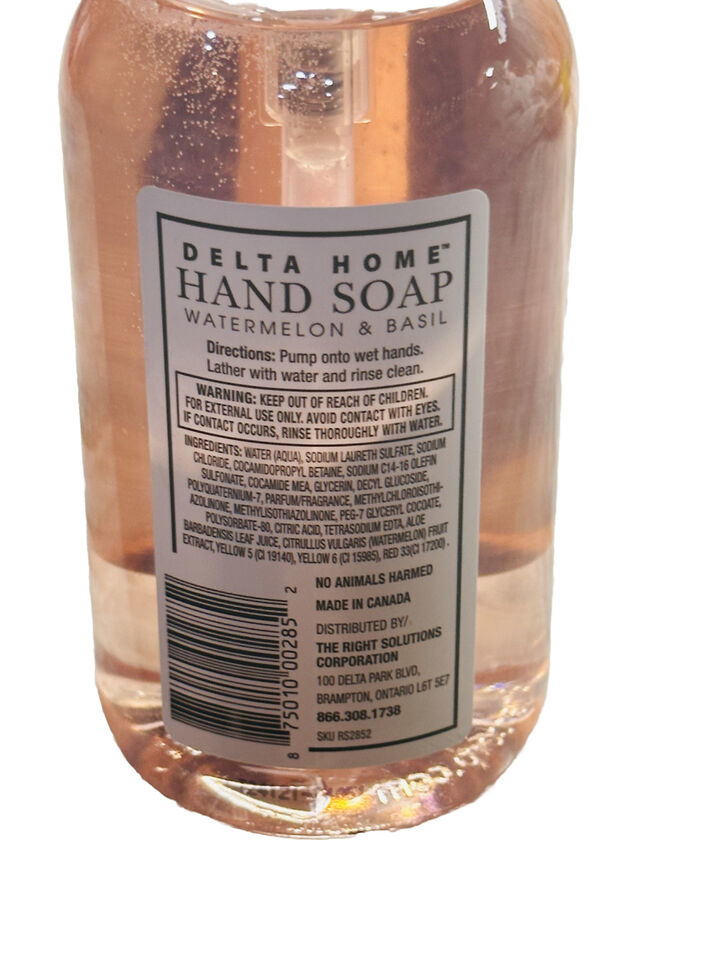 DELTA HOME™
HAND SOAP
WATERMELON & BASIL
Directions: Pump onto wet hands.
Lather with water and rinse clean.
WARNING: KEEP OUT OF REACH OF CHILDREN.
FOR EXTERNAL USE ONLY. AVOID CONTACT WITH EYES.
IF CONTACT OCCURS, RINSE THOROUGHLY WITH WATER.
INGREDIENTS: WATER (AQUA), SODIUM LAURETH SULFATE, SODIUM
CHLORIDE, COCAMIDOPROPYL BETAINE, SODIUM C14-16 OLEFIN
SULFONATE, COCAMIDE MEA, GLYCERIN, DECYL GLUCOSIDE,
POLYQUATERNIUM-7, PARFUM/FRAGRANCE, METHYLCHLOROISOTHI-
AZOLINONE, METHYLISOTHIAZOLINONE, PEG-7 GLYCERYL COCOATE,
POLYSORBATE-80, CITRIC ACID, TETRASODIUM EDTA, ALOE
BARBADENSIS LEAF JUICE, CITRULLUS VULGARIS (WATERMELON) FRUIT
EXTRACT, YELLOW 5 (CI 19140), YELLOW 6 (CI 15985), RED 33(CI 17200).
8 75010 00285 2
NO ANIMALS HARMED
MADE IN CANADA
DISTRIBUTED BY/
THE RIGHT SOLUTIONS
CORPORATION
100 DELTA PARK BLVD,
BRAMPTON, ONTARIO L6T 5E7
866.308.1738
SKU RS2852